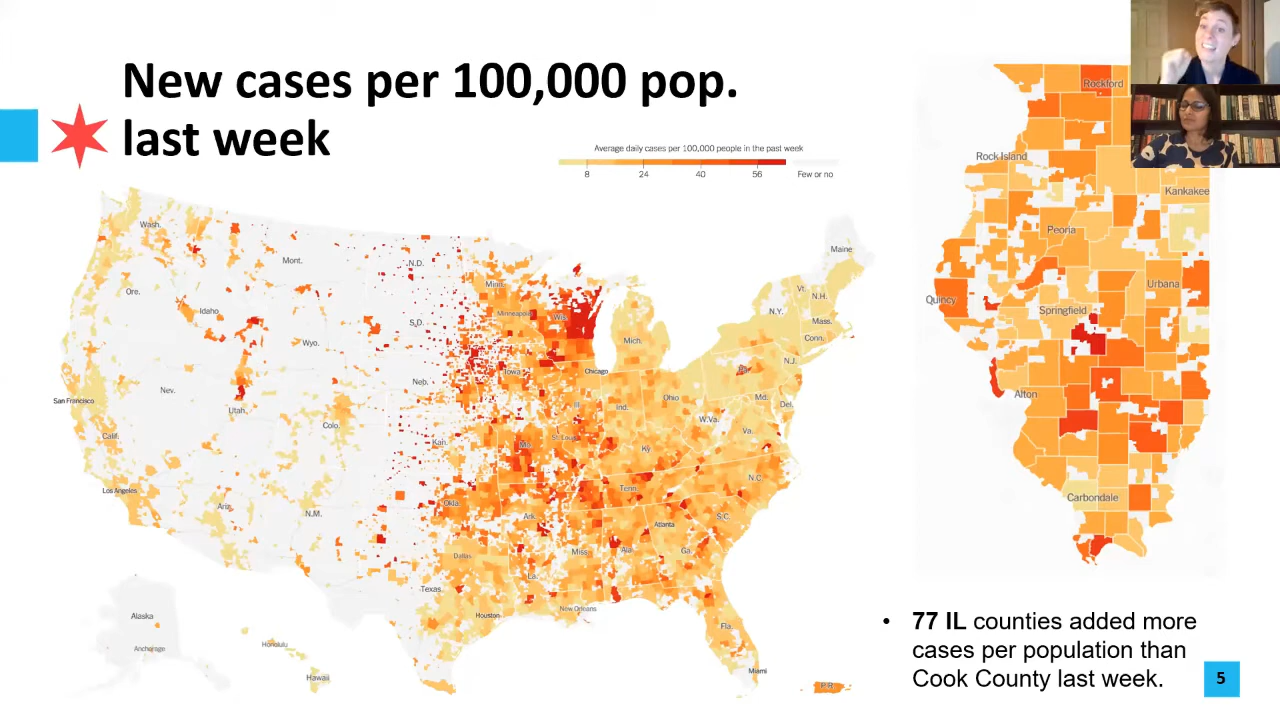 New cases per 100,000 pop.
last week
Average daily cases per 100,000 people in the past week
8 24 40 56 Few or no
Rockford
Rock Island
Kankakee
Peoria
Urbana
Quincy
Springfield
Alton
Carbondale
Wash.
Mont.
N.D.
Minn.
Maine
Ore.
Idaho
S.D.
Minneapolis
Wis.
Vt.
N.H.
N.Y.
Mass.
Conn.
Wyo.
Mich.
Neb.
Iowa
Chicago
Pa.
N.J.
Nev.
San Francisco
Utah
Colo.
Ill.
Ind.
Ohio
Md.
Del.
W.Va.
Va.
Calif.
Kan.
Mo.
St. Louis
Ky.
Los Angeles
Ariz.
N.M.
Okla.
Ark.
Tenn.
N.C.
S.C.
Atlanta
Dallas
Miss.
Ala.
Ga.
La.
Texas
Houston
New Orleans
Fla.
Miami
P.R.
Alaska
Anchorage
Honolulu
Hawaii
• 77 IL counties added more
cases per population than
Cook County last week.
5